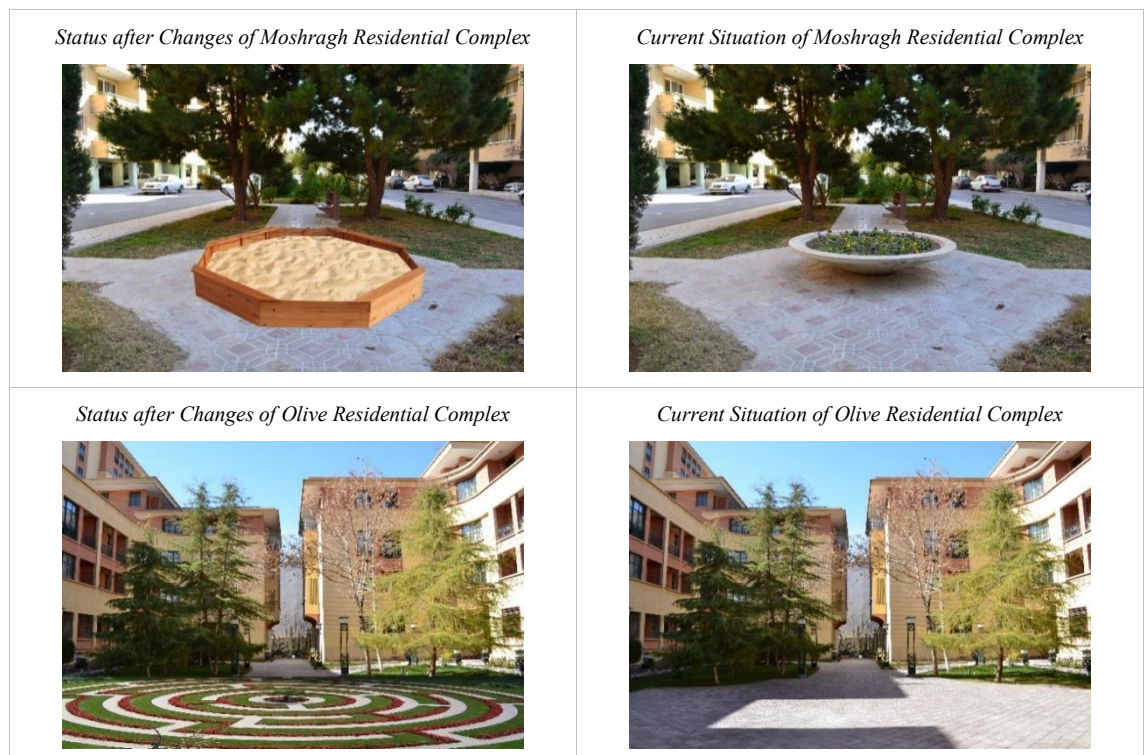 Status after Changes of Moshragh Residential Complex
Current Situation of Moshragh Residential Complex
Status after Changes of Olive Residential Complex
Current Situation of Olive Residential Complex